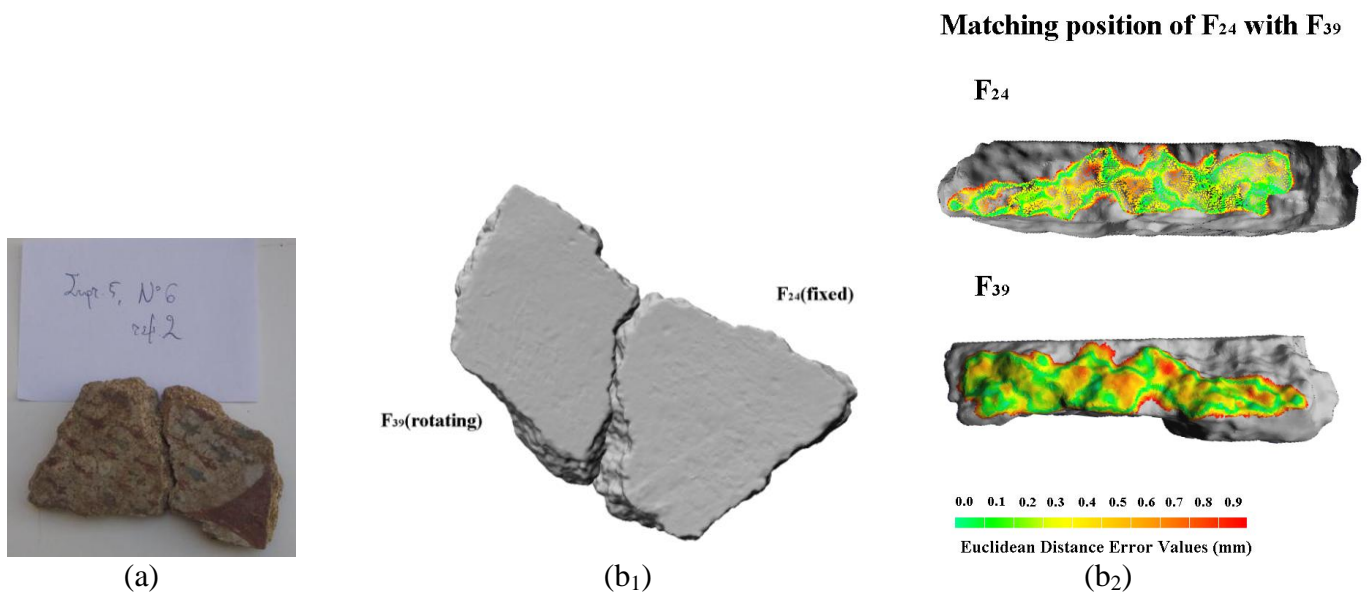 Matching position of F₂₄ with F₃₉
F₂₄
F₂₄(fixed)
5, N°6
2
F₃₉
F₃₉(rotating)
0.0 0.1 0.2 0.3 0.4 0.5 0.6 0.7 0.8 0.9
Euclidean Distance Error Values (mm)
(a) (b₁) (b₂)